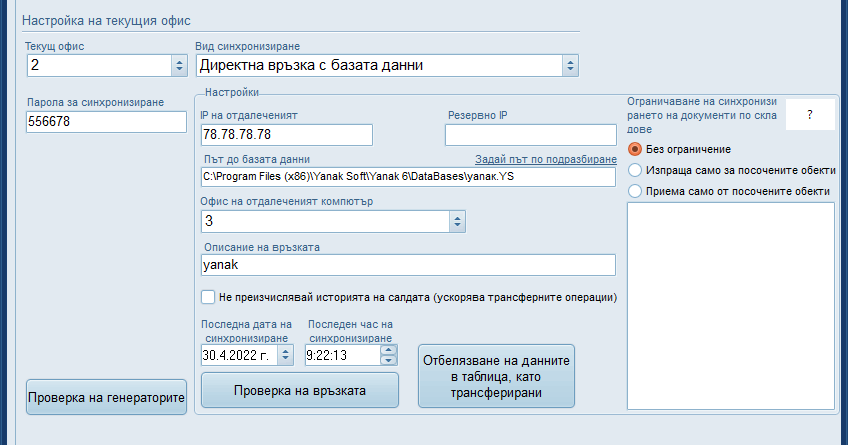 Настройка на текущия офис
Текущ офис
2
Вид синхронизиране
Директна връзка с базата данни
Парола за синхронизиране
556678
Настройки
IP на отдалеченият
78.78.78.78
Резервно IP
Път до базата данни
Задай път по подразбиране
C:\Program Files (x86)\Yanak Soft\Yanak 6\DataBases\yanak.YS
Офис на отдалеченият компютър
3
Описание на връзката
yanak
Не преизчислявай историята на салдата (ускорява трансферните операции)
Последна дата на
синхронизиране
30.4.2022 г.
Последен час на
синхронизиране
9:22:13
Проверка на генераторите
Проверка на връзката
Отбелязване на данните
в таблица, като
трансферирани
Ограничаване на синхронизи
рането на документи по скла
дове
?
Без ограничение
Изпраща само за посочените обекти
Приема само от посочените обекти